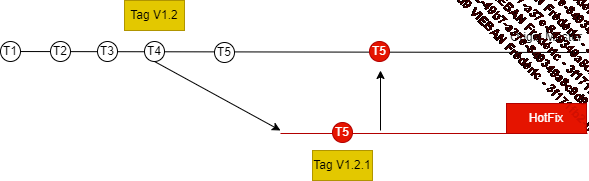 Tag V1.2
T1 T2 T3 T4 T5 T5
T5
HotFix
Tag V1.2.1